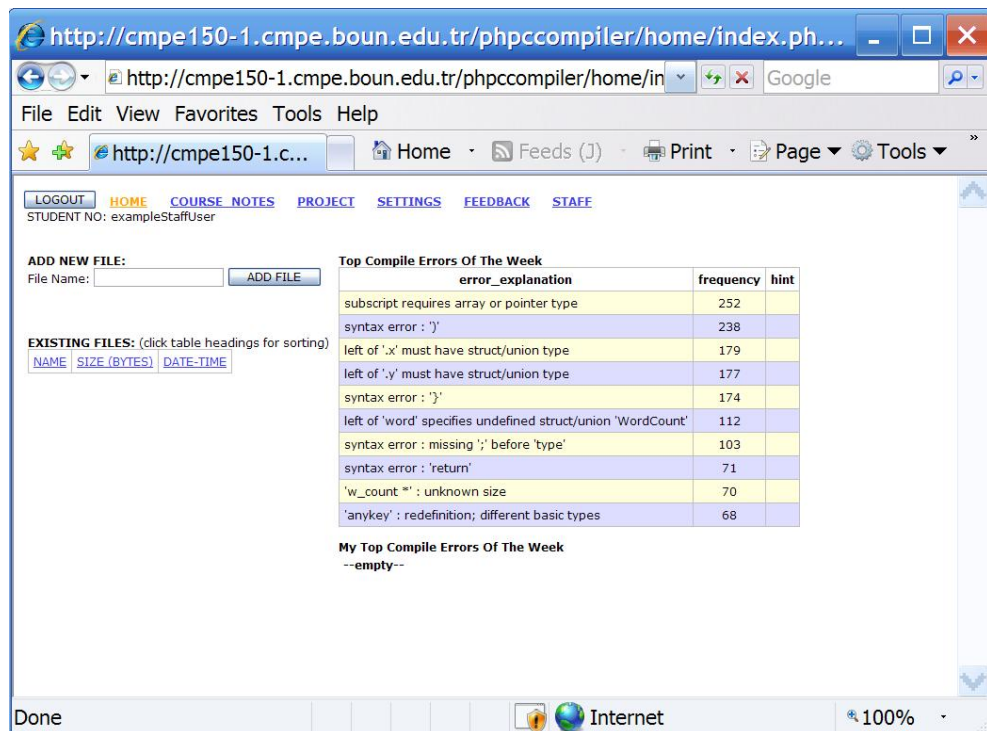 http://cmpe150-1.cmpe.boun.edu.tr/phpccompiler/home/index.ph...
http://cmpe150-1.cmpe.boun.edu.tr/phpccompiler/home/in Google
File Edit View Favorites Tools Help
http://cmpe150-1.c... Home Feeds (J) Print Page Tools »
LOGOUT HOME COURSE NOTES PROJECT SETTINGS FEEDBACK STAFF
STUDENT NO: exampleStaffUser
ADD NEW FILE:
File Name: ADD FILE
EXISTING FILES: (click table headings for sorting)
NAME SIZE (BYTES) DATE-TIME
Top Compile Errors Of The Week
error_explanation frequency hint
subscript requires array or pointer type 252
syntax error : ')' 238
left of '.x' must have struct/union type 179
left of '.y' must have struct/union type 177
syntax error : '}' 174
left of 'word' specifies undefined struct/union 'WordCount' 112
syntax error : missing ';' before 'type' 103
syntax error : 'return' 71
'w_count *' : unknown size 70
'anykey' : redefinition; different basic types 68
My Top Compile Errors Of The Week
--empty--
Done Internet 100%